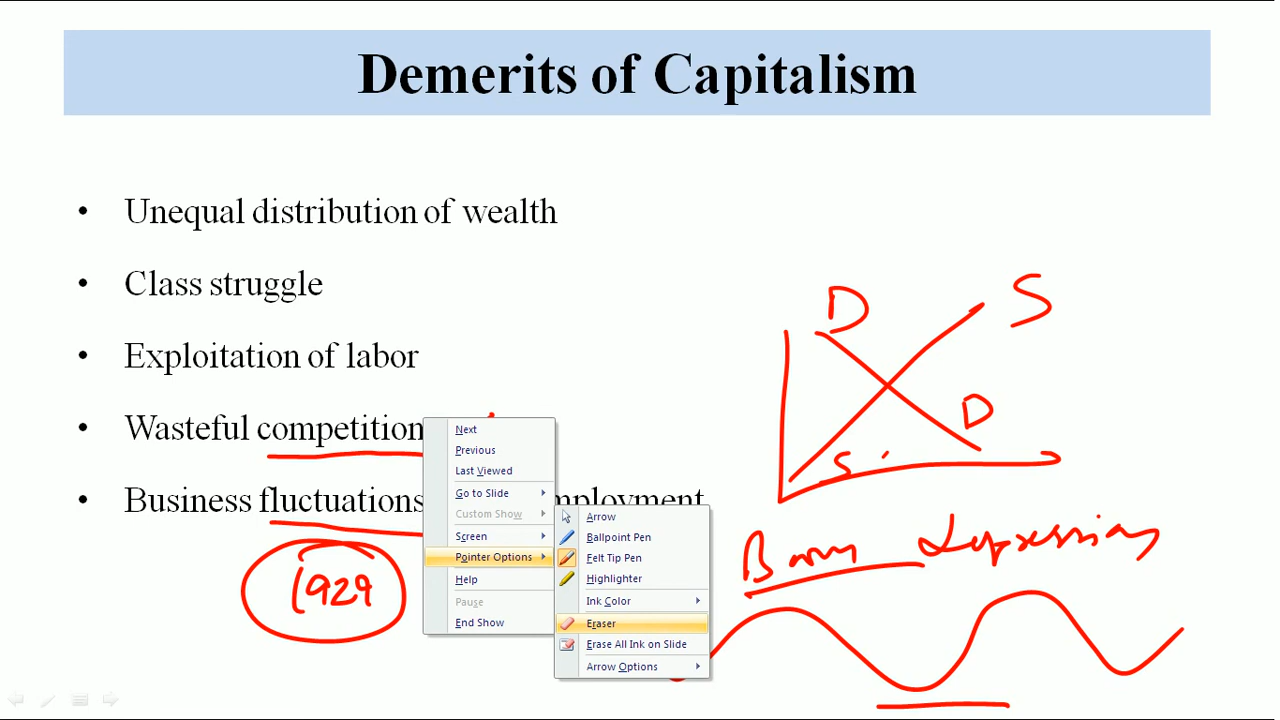 Demerits of Capitalism
• Unequal distribution of wealth
• Class struggle
• Exploitation of labor
• Wasteful competition
• Business fluctuations employment
D
S
D
S
Boom depression
1929
Next
Previous
Last Viewed
Go to Slide
Custom Show
Screen
Pointer Options
Help
Pause
End Show
Arrow
Ballpoint Pen
Felt Tip Pen
Highlighter
Ink Color
Eraser
Erase All Ink on Slide
Arrow Options